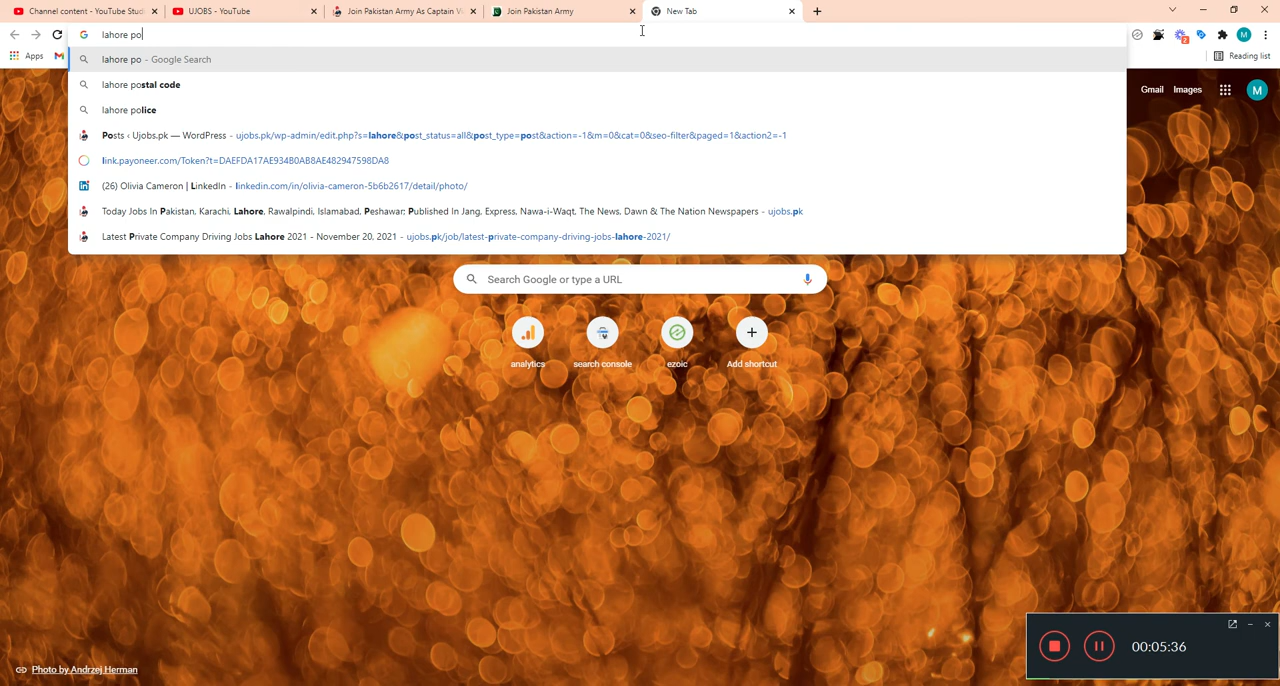 Content content - YouTube Stud
UJOBS - YouTube
Join Pakistan Army As Captain V
Join Pakistan Army
New Tab
lahore po
Apps
Reading list
lahore po - Google Search
lahore postal code
lahore police
Posts ‹ Ujobs.pk — WordPress - ujobs.pk/wp-admin/edit.php?s=lahore&post_status=all&post_type=post&action=-1&m=0&cat=0&seo-filter&paged=1&action2=-1
link.payoneer.com/Token?t=DAEFDA17AE934B0AB8AE482947598DA8
(26) Olivia Cameron | LinkedIn - linkedin.com/in/olivia-cameron-5b6b2617/detail/photo/
Today Jobs In Pakistan, Karachi, Lahore, Rawalpindi, Islamabad, Peshawar; Published In Jang, Express, Nawa-i-Waqt, The News, Dawn & The Nation Newspapers - ujobs.pk
Latest Private Company Driving Jobs Lahore 2021 - November 20, 2021 - ujobs.pk/job/latest-private-company-driving-jobs-lahore-2021/
Gmail Images
M
Search Google or type a URL
analytics
search console
ezoic
Add shortcut
Photo by Andrzej Herman
00:05:36